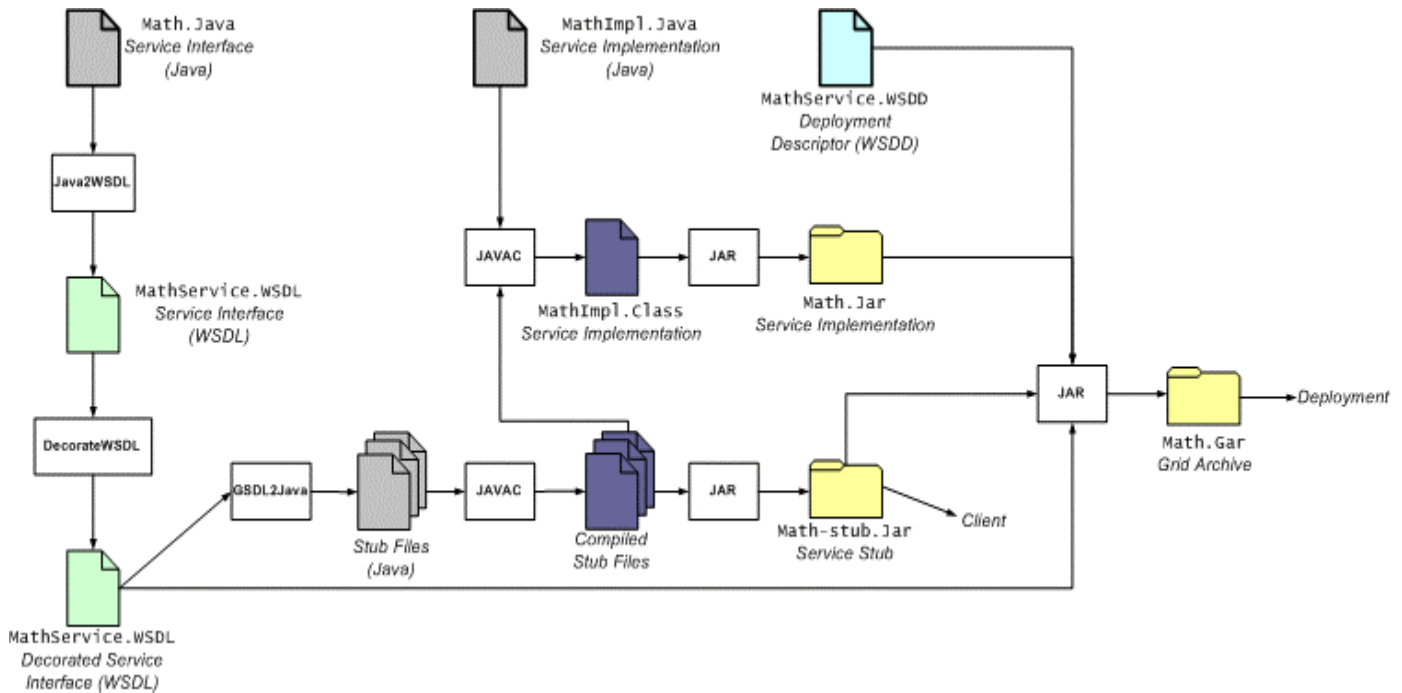 Math.Java
Service Interface
(Java)
MathImpl.Java
Service Implementation
(Java)
MathService.WSDD
Deployment
Descriptor (WSDD)
Java2WSDL
MathService.WSDL
Service Interface
(WSDL)
JAVAC
MathImpl.Class
Service Implementation
JAR
Math.Jar
Service Implementation
DecorateWSDL
JAR
Math.Gar
Grid Archive
Deployment
GSDL2Java
Stub Files
(Java)
JAVAC
Compiled
Stub Files
JAR
Math-stub.Jar
Service Stub
Client
MathService.WSDL
Decorated Service
Interface (WSDL)